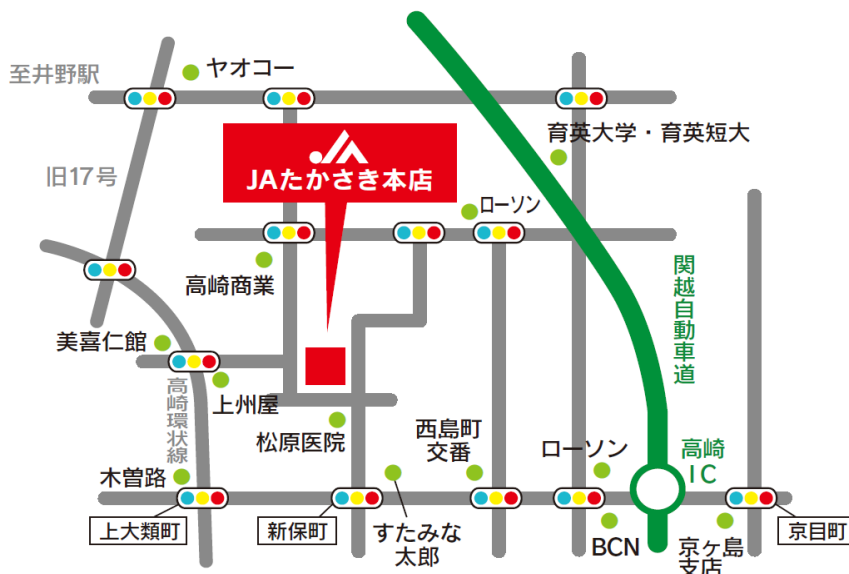 ヤオコー
至井野駅
育英大学・育英短大
JA
JAたかさき本店
旧17号
ローソン
高崎商業
関越自動車道
美喜仁館
上州屋
高崎環状線
松原医院
西島町
交番
ローソン
高崎
IC
木曽路
上大類町
新保町
すたみな
太郎
BCN
京ヶ島
支店
京目町